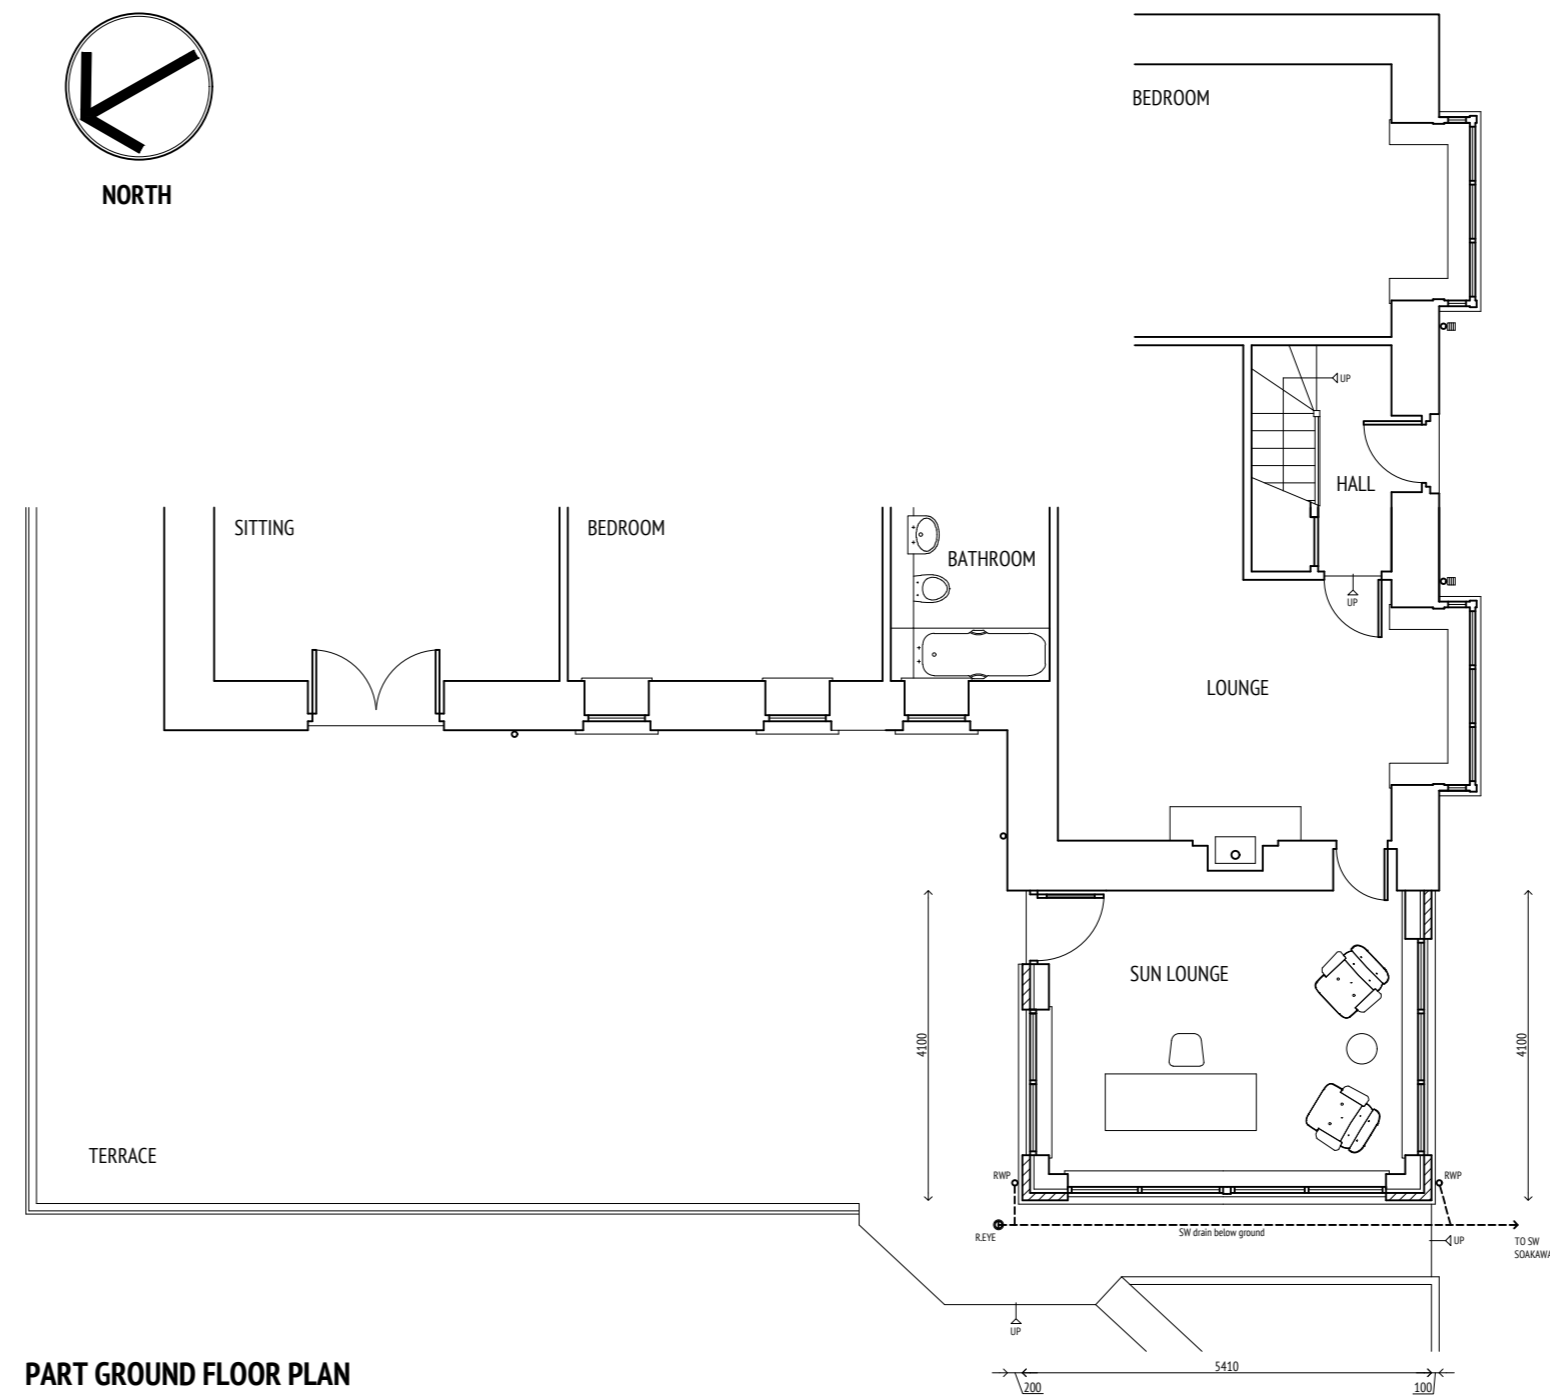 NORTH
BEDROOM
UP
HALL
SITTING
BEDROOM
BATHROOM
UP
LOUNGE
SUN LOUNGE
4100
4100
TERRACE
RWP
RWP
R.EYE
SW drain below ground
UP
TO SW
SOAKAWA
UP
PART GROUND FLOOR PLAN
5410
200
100